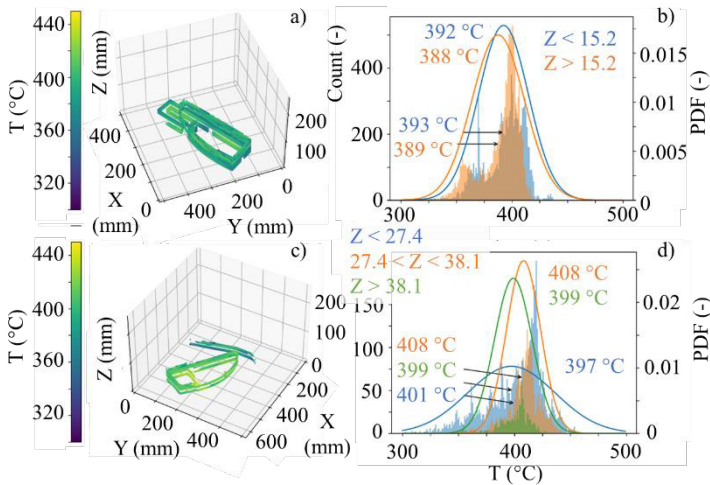 a)
440
400
360
320
T (°C)
Z (mm)
200
100
400
200
0
X
(mm)
400
200
0
Y (mm)
b)
392 °C
388 °C
Z < 15.2
Z > 15.2
393 °C
389 °C
Count (-)
400
200
0
PDF (-)
0.015
0.01
0.005
0
300
400
500
c)
440
400
360
320
T (°C)
Z (mm)
200
100
0
0
200
400
Y (mm)
0
200
400
600
X
(mm)
d)
Z < 27.4
27.4 < Z < 38.1
Z > 38.1
408 °C
399 °C
408 °C
399 °C
401 °C
397 °C
150
100
50
0
PDF (-)
0.02
0.01
0
300
400
500
T (°C)